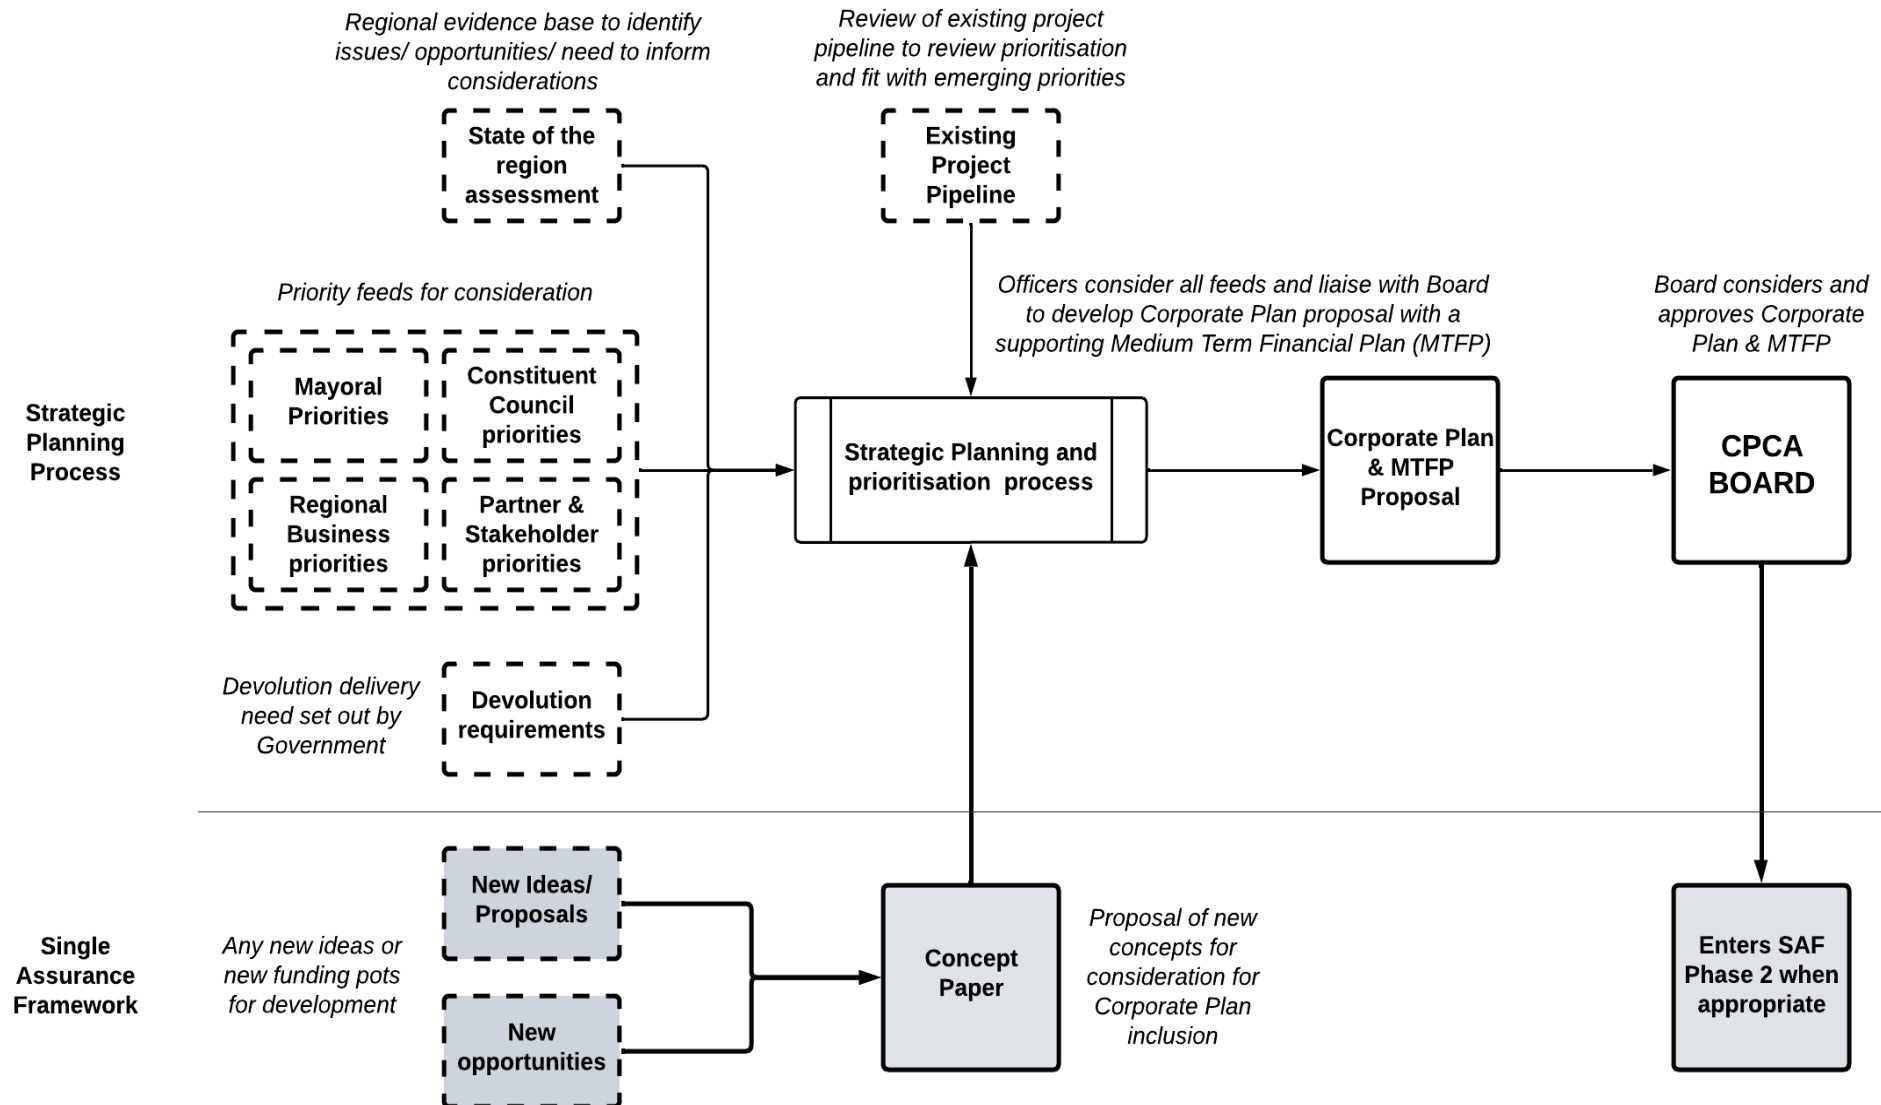 Regional evidence base to identify
issues/ opportunities/ need to inform
considerations
Review of existing project
pipeline to review prioritisation
and fit with emerging priorities
State of the
region
assessment
Existing
Project
Pipeline
Priority feeds for consideration
Officers consider all feeds and liaise with Board
to develop Corporate Plan proposal with a
supporting Medium Term Financial Plan (MTFP)
Board considers and
approves Corporate
Plan & MTFP
Strategic
Planning
Process
Mayoral
Priorities
Constituent
Council
priorities
Regional
Business
priorities
Partner &
Stakeholder
priorities
Strategic Planning and
prioritisation process
Corporate Plan
& MTFP
Proposal
CPCA
BOARD
Devolution delivery
need set out by
Government
Devolution
requirements
Single
Assurance
Framework
Any new ideas or
new funding pots
for development
New Ideas/
Proposals
New
opportunities
Concept
Paper
Proposal of new
concepts for
consideration for
Corporate Plan
inclusion
Enters SAF
Phase 2 when
appropriate